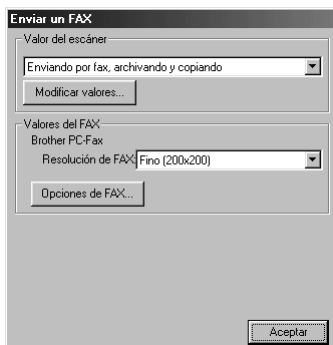 Enviar un FAX
Valor del escáner
Enviando por fax, archivando y copiando
Modificar valores...
Valores del FAX
Brother PC-Fax
Resolución de FAX: Fino (200x200)
Opciones de FAX...
Aceptar